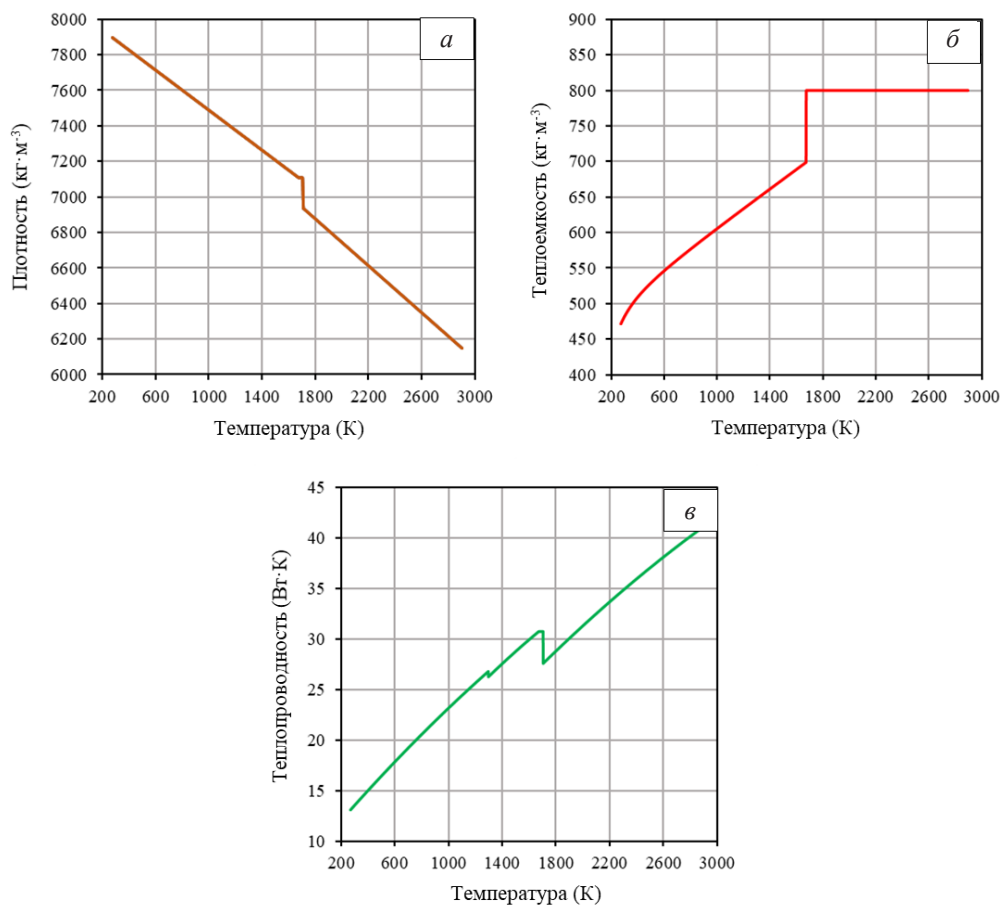 8000
7800
7600
7400
7200
7000
6800
6600
6400
6200
6000
Плотность (кг·м⁻³)
а
200 600 1000 1400 1800 2200 2600 3000
Температура (К)
900
850
800
750
700
650
600
550
500
450
400
Теплоемкость (кг·м⁻³)
б
200 600 1000 1400 1800 2200 2600 3000
Температура (К)
45
40
35
30
25
20
15
10
Теплопроводность (Вт·К)
в
200 600 1000 1400 1800 2200 2600 3000
Температура (К)